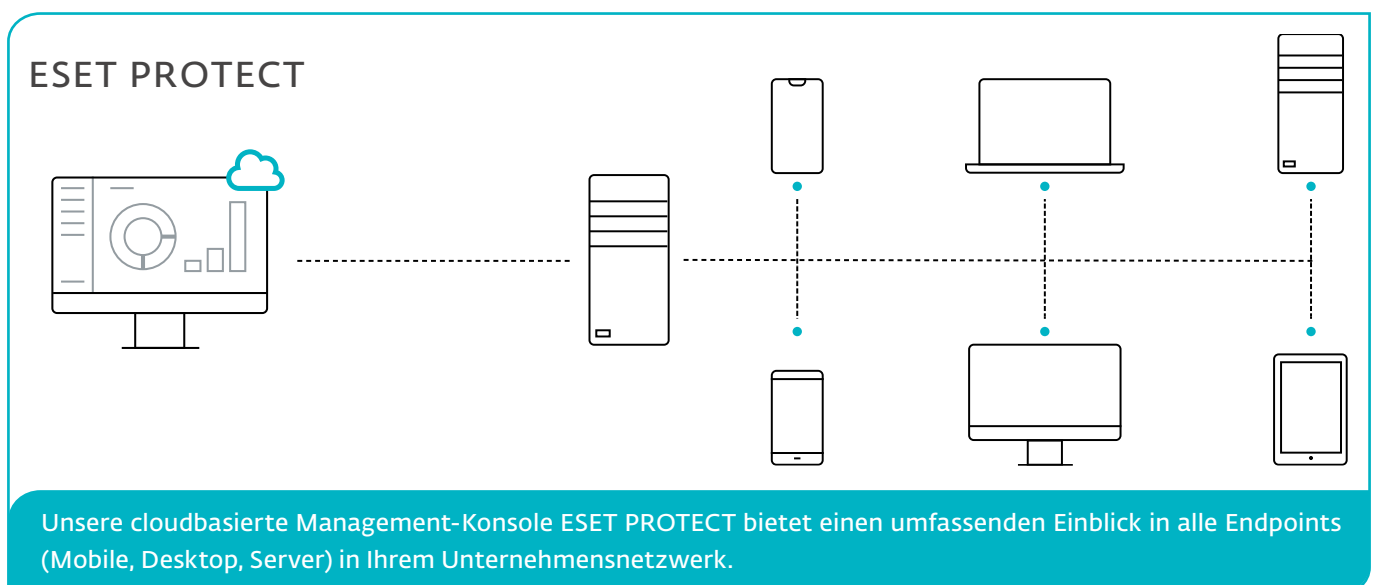 ESET PROTECT
Unsere cloudbasierte Management-Konsole ESET PROTECT bietet einen umfassenden Einblick in alle Endpoints
(Mobile, Desktop, Server) in Ihrem Unternehmensnetzwerk.